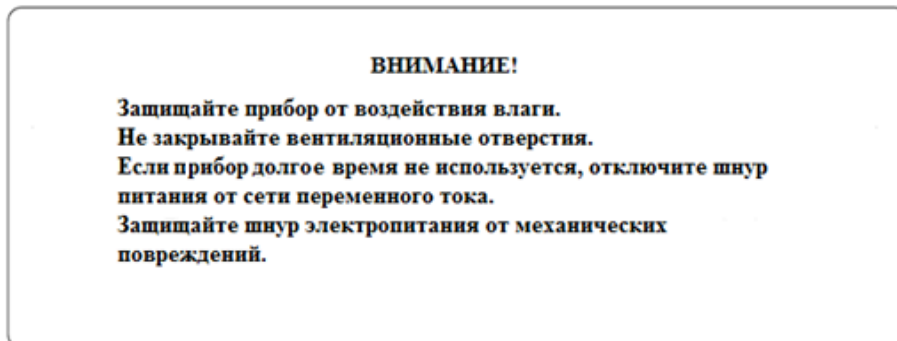 ВНИМАНИЕ!
Защищайте прибор от воздействия влаги.
Не закрывайте вентиляционные отверстия.
Если прибор долгое время не используется, отключите шнур
питания от сети переменного тока.
Защищайте шнур электропитания от механических
повреждений.